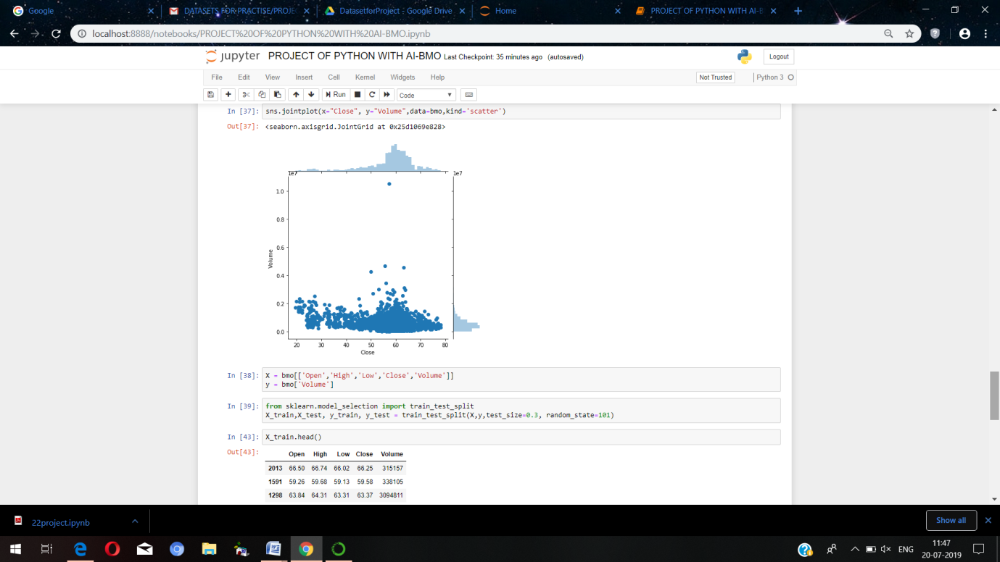 Google
DATASETS FOR PRACTISE/PROJE
DatasetforProject - Google Drive
Home
PROJECT OF PYTHON WITH AI-B
localhost:8888/notebooks/PROJECT%20OF%20PYTHON%20WITH%20AI-BMO.ipynb
jupyter PROJECT OF PYTHON WITH AI-BMO Last Checkpoint: 35 minutes ago (autosaved)
Logout
File Edit View Insert Cell Kernel Widgets Help
Not Trusted
Python 3
Run
Code
In [37]: sns.jointplot(x="Close", y="Volume",data=bmo,kind='scatter')
Out[37]: <seaborn.axisgrid.JointGrid at 0x25d1069e828>
1e7
1e7
1.0
0.8
0.6
0.4
0.2
0.0
Volume
20 30 40 50 60 70 80
Close
In [38]: X = bmo[['Open','High','Low','Close','Volume']]
y = bmo['Volume']
In [39]: from sklearn.model_selection import train_test_split
X_train,X_test, y_train, y_test = train_test_split(X,y,test_size=0.3, random_state=101)
In [43]: X_train.head()
Out[43]:
Open High Low Close Volume
2013 66.50 66.74 66.02 66.25 315157
1591 59.26 59.68 59.13 59.58 338105
1298 63.84 64.31 63.31 63.37 3094811
22project.ipynb
Show all
ENG
11:47
20-07-2019